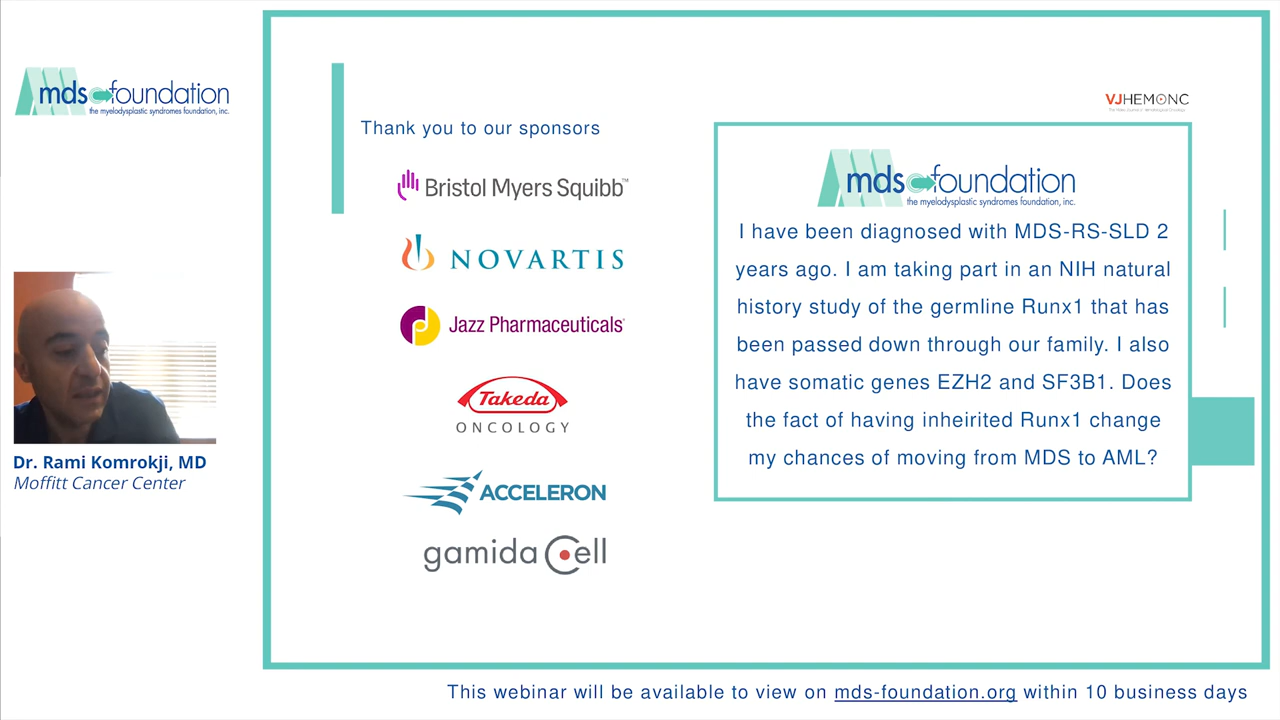 mds foundation
the myelodysplastic syndromes foundation, inc.
Dr. Rami Komrokji, MD
Moffitt Cancer Center
Thank you to our sponsors
Bristol Myers Squibb™
NOVARTIS
Jazz Pharmaceuticals
Takeda
ONCOLOGY
ACCELERON
gamida Cell
VJHEMONC
mds foundation
the myelodysplastic syndromes foundation, inc.
I have been diagnosed with MDS-RS-SLD 2
years ago. I am taking part in an NIH natural
history study of the germline Runx1 that has
been passed down through our family. I also
have somatic genes EZH2 and SF3B1. Does
the fact of having inheirited Runx1 change
my chances of moving from MDS to AML?
This webinar will be available to view on mds-foundation.org within 10 business days